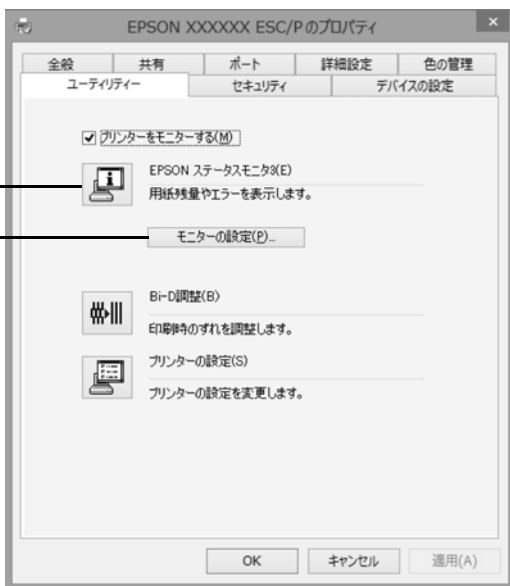 EPSON XXXXXX ESC/Pのプロパティ
全般 共有 ポート 詳細設定 色の管理
ユーティリティー セキュリティ デバイスの設定
プリンターをモニターする(M)
EPSON ステータスモニタ3(E)
用紙残量やエラーを表示します。
モニターの設定(P)...
Bi-D調整(B)
印刷時のずれを調整します。
プリンターの設定(S)
プリンターの設定を変更します。
OK キャンセル 適用(A)